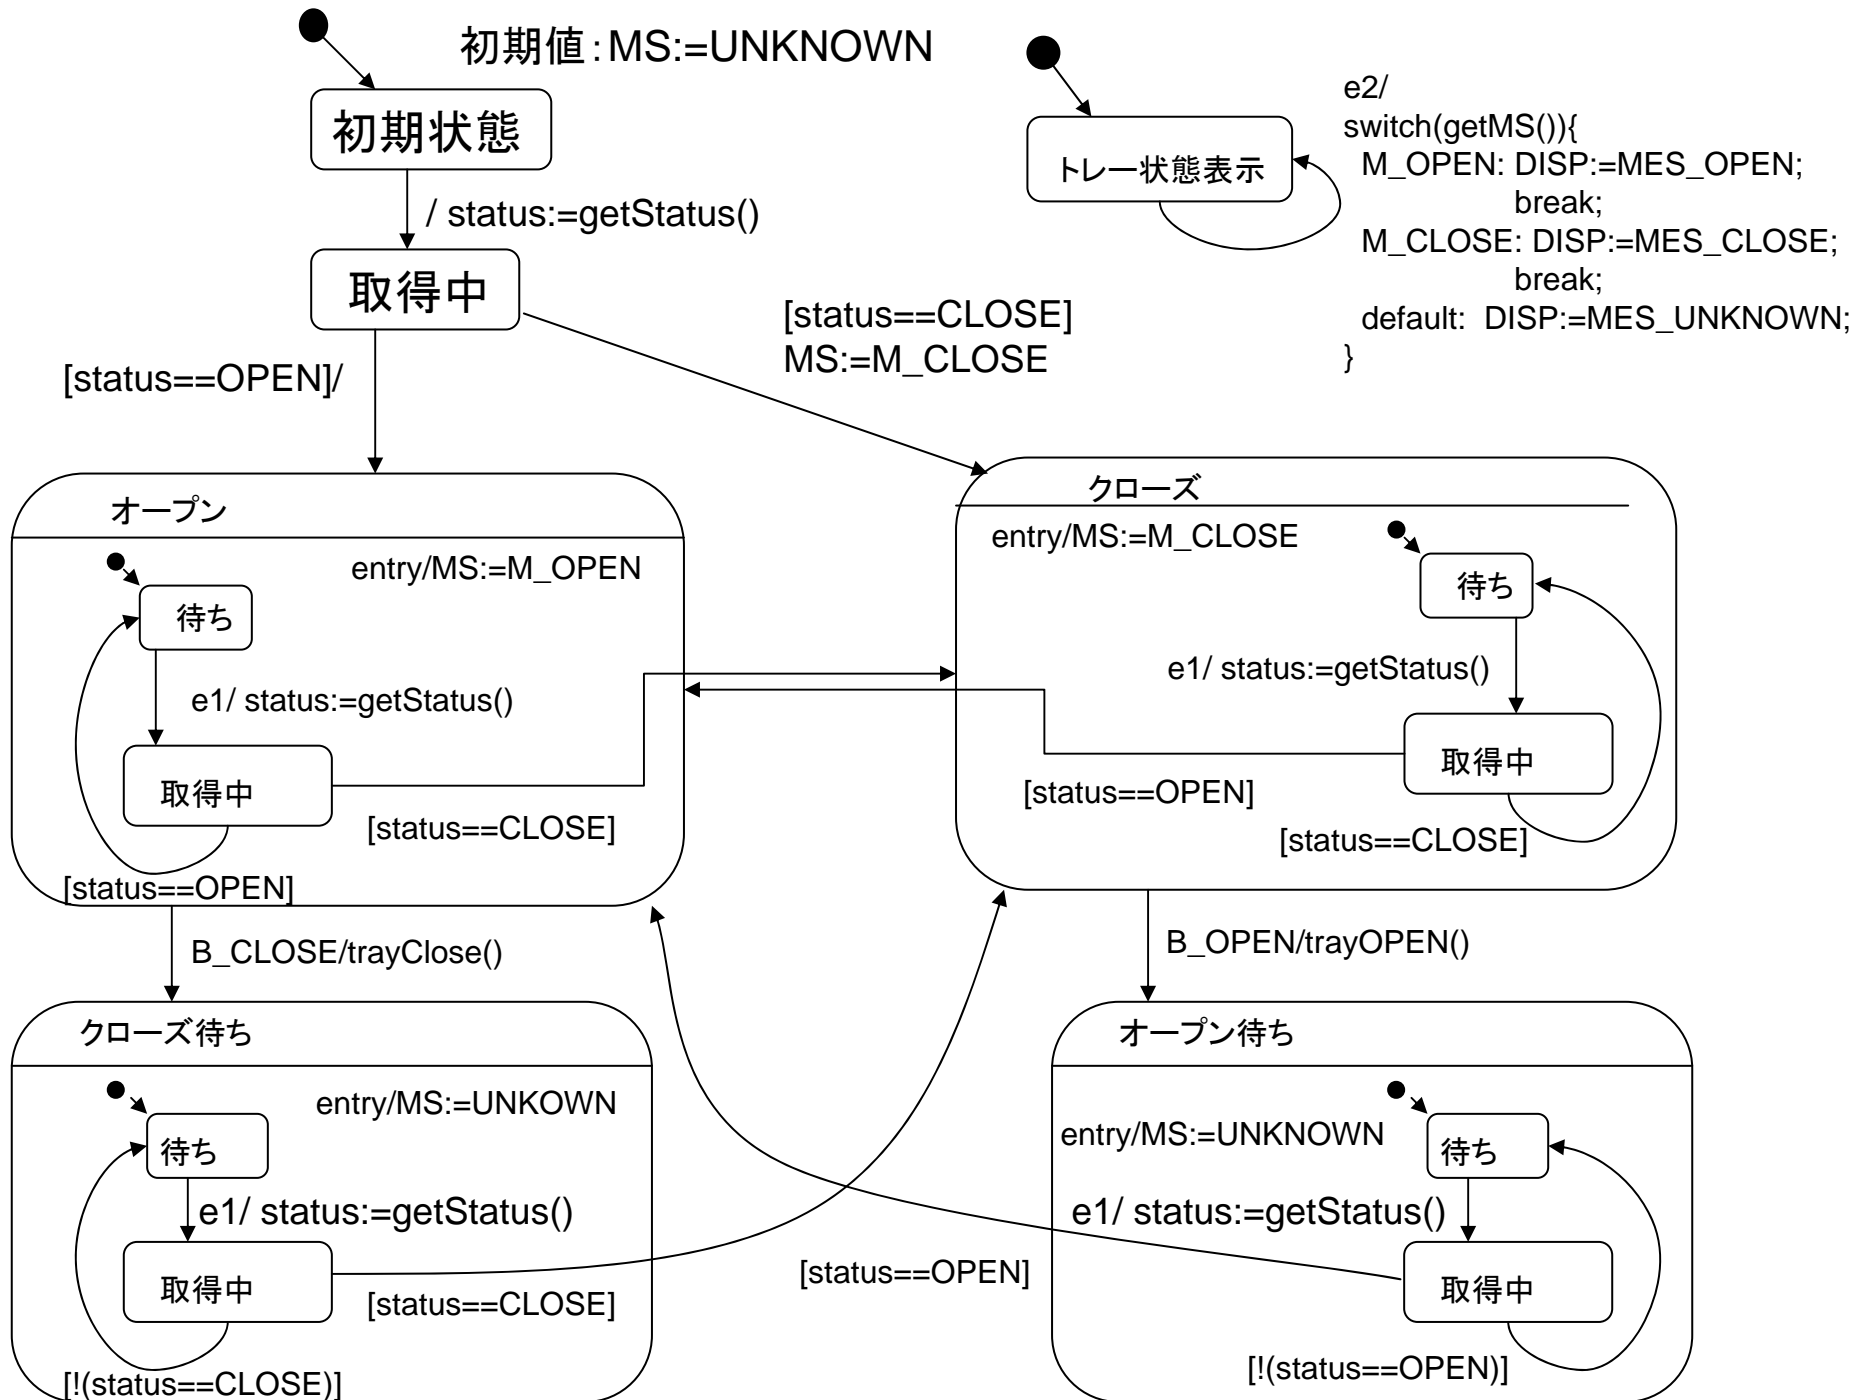 初期値:MS:=UNKNOWN
初期状態
/ status:=getStatus()
取得中
トレー状態表示
e2/
switch(getMS()){
M_OPEN: DISP:=MES_OPEN;
break;
M_CLOSE: DISP:=MES_CLOSE;
break;
default: DISP:=MES_UNKNOWN;
}
[status==CLOSE]
MS:=M_CLOSE
[status==OPEN]/
オープン
entry/MS:=M_OPEN
待ち
e1/ status:=getStatus()
取得中
[status==CLOSE]
[status==OPEN]
クローズ
entry/MS:=M_CLOSE
待ち
e1/ status:=getStatus()
取得中
[status==OPEN]
[status==CLOSE]
B_CLOSE/trayClose()
B_OPEN/trayOPEN()
クローズ待ち
entry/MS:=UNKOWN
待ち
e1/ status:=getStatus()
取得中
[status==CLOSE]
[!(status==CLOSE)]
オープン待ち
entry/MS:=UNKNOWN
待ち
e1/ status:=getStatus()
取得中
[status==OPEN]
[!(status==OPEN)]